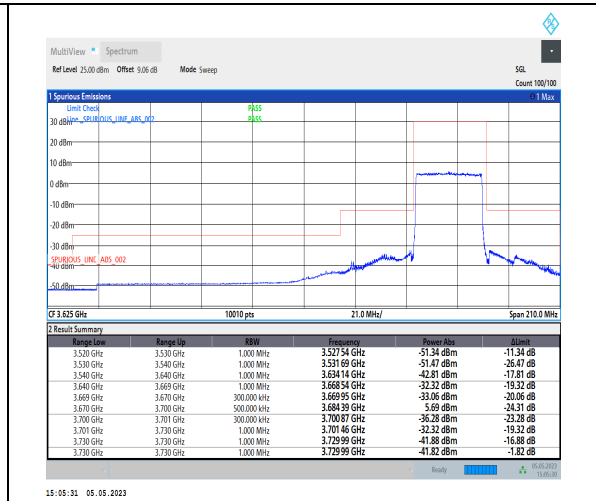 MultiView Spectrum
Ref Level 25.00 dBm Offset 9.06 dB Mode Sweep SGL
Count 100/100
1 Spurious Emissions 1 Max
Limit Check PASS
30 dBm Line _SPURIOUS_LINE_ABS_002 PASS
20 dBm
10 dBm
0 dBm
-10 dBm
-20 dBm
-30 dBm
_SPURIOUS_LINE_ABS_002
-40 dBm
-50 dBm
CF 3.625 GHz 10010 pts 21.0 MHz/ Span 210.0 MHz
2 Result Summary
Range Low Range Up RBW Frequency Power Abs ΔLimit
3.520 GHz 3.530 GHz 1.000 MHz 3.52754 GHz -51.34 dBm -11.34 dB
3.530 GHz 3.540 GHz 1.000 MHz 3.53169 GHz -51.47 dBm -26.47 dB
3.540 GHz 3.640 GHz 1.000 MHz 3.63414 GHz -42.81 dBm -17.81 dB
3.640 GHz 3.669 GHz 1.000 MHz 3.66854 GHz -32.32 dBm -19.32 dB
3.669 GHz 3.670 GHz 300.000 kHz 3.66995 GHz -33.06 dBm -20.06 dB
3.670 GHz 3.700 GHz 500.000 kHz 3.68439 GHz 5.69 dBm -24.31 dB
3.700 GHz 3.701 GHz 300.000 kHz 3.70087 GHz -36.28 dBm -23.28 dB
3.701 GHz 3.730 GHz 1.000 MHz 3.70146 GHz -32.32 dBm -19.32 dB
3.730 GHz 3.730 GHz 1.000 MHz 3.72999 GHz -41.88 dBm -16.88 dB
3.730 GHz 3.730 GHz 1.000 MHz 3.72999 GHz -41.82 dBm -1.82 dB
Ready 05.05.2023
15:05:30
15:05:31 05.05.2023